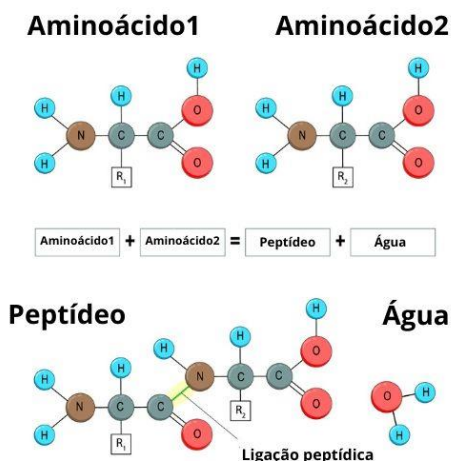 Aminoácido1 Aminoácido2
H H
H H H H
O O
N C C N C C
H H
O O
R1 R2
Aminoácido1 + Aminoácido2 = Peptídeo + Água
Peptídeo Água
H
H H
O
H H N C C
H
N C C O O H
R2
H O H
R1
Ligação peptídica